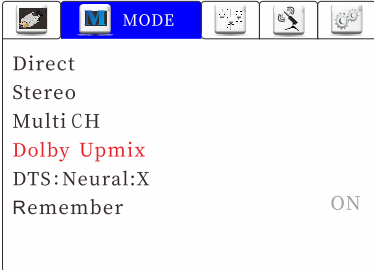 MODE
Direct
Stereo
Multi CH
Dolby Upmix
DTS:Neural:X
Remember ON